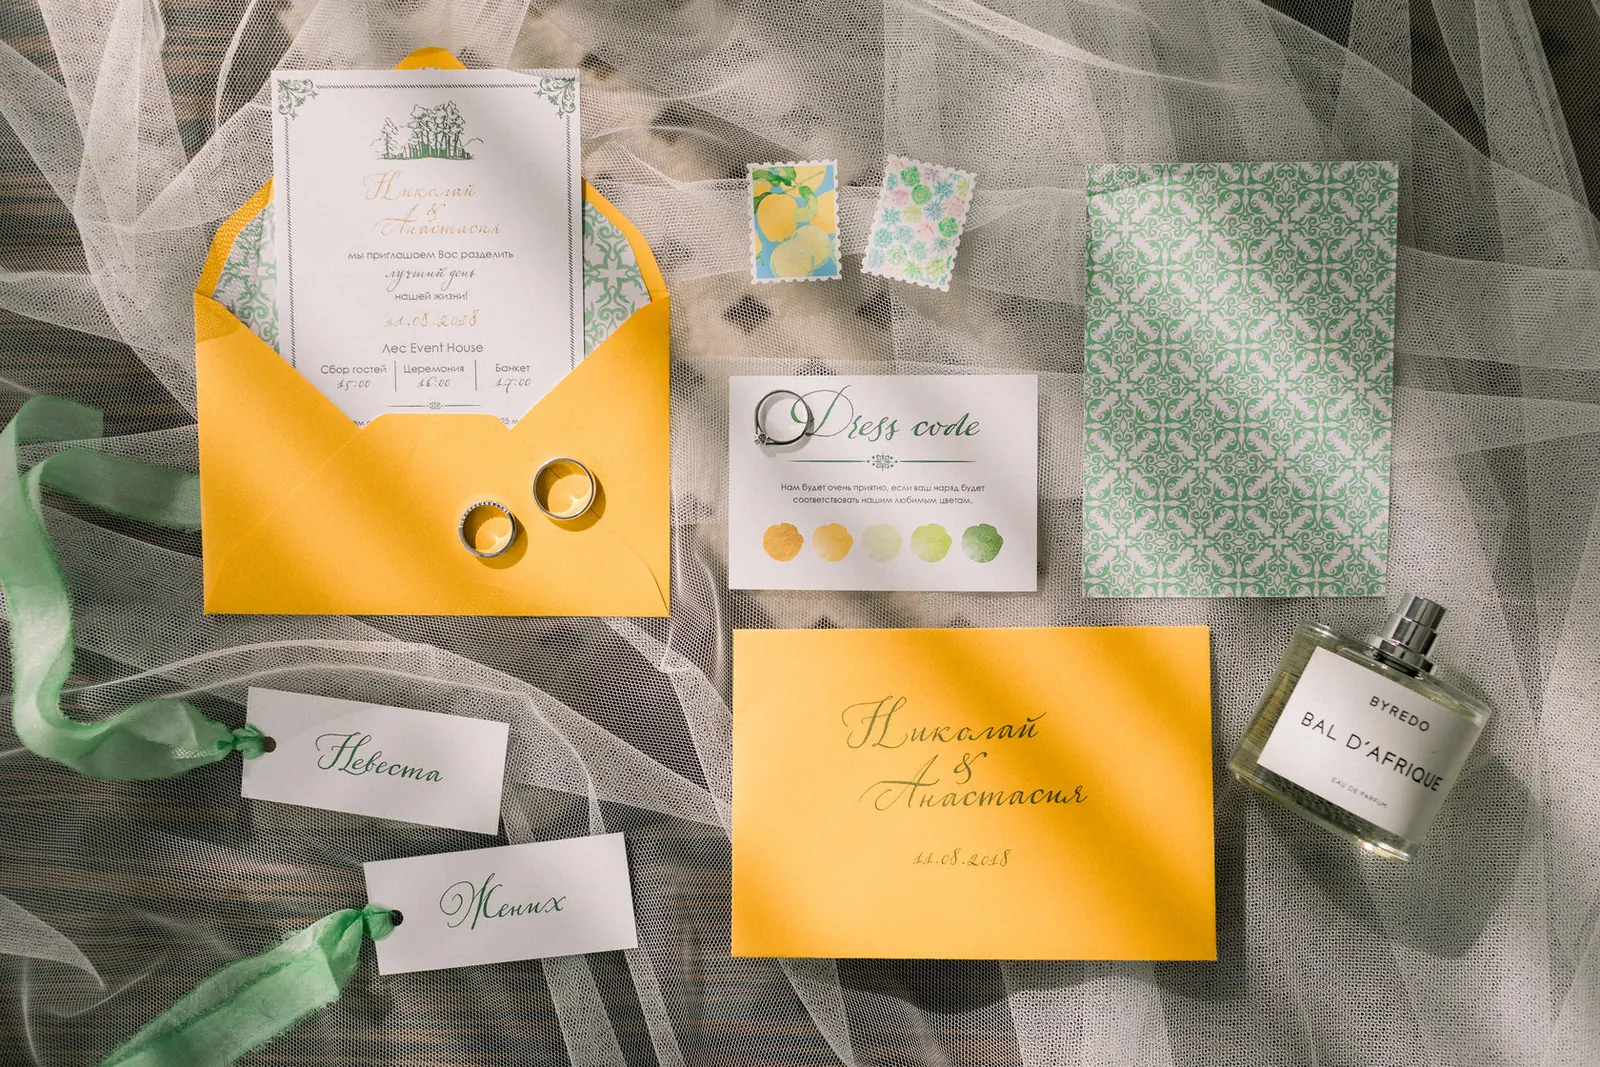 Николай
&
Анастасия
мы приглашаем Вас разделить
лучший день
нашей жизни!
11.08.2018
Лес Event House
Сбор гостей
15:00
Церемония
16:00
Банкет
17:00
Dress code
Нам будет очень приятно, если ваш наряд будет
соответствовать нашим любимым цветам.
Невеста
Жених
Николай
&
Анастасия
11.08.2018
BYREDO
BAL D'AFRIQUE
EAU DE PARFUM